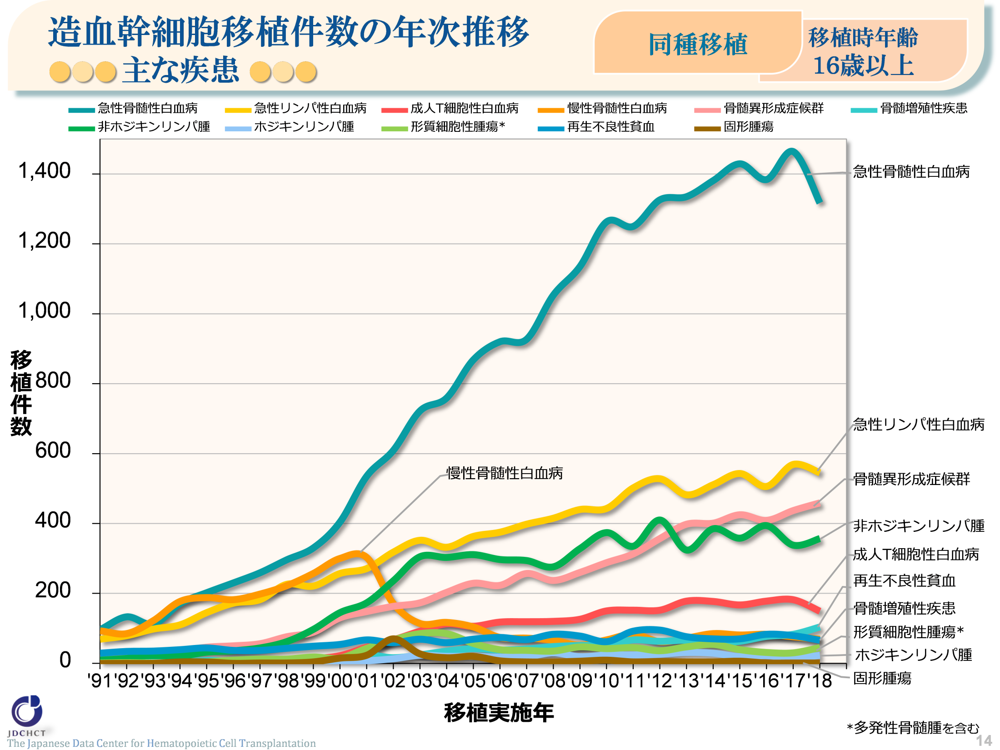 造血幹細胞移植件数の年次推移
主な疾患
同種移植
移植時年齢
16歳以上
急性骨髄性白血病
急性リンパ性白血病
成人T細胞性白血病
慢性骨髄性白血病
骨髄異形成症候群
骨髄増殖性疾患
非ホジキンリンパ腫
ホジキンリンパ腫
形質細胞性腫瘍*
再生不良性貧血
固形腫瘍
1,400
1,200
1,000
800
600
400
200
0
移植件数
急性骨髄性白血病
急性リンパ性白血病
慢性骨髄性白血病
骨髄異形成症候群
非ホジキンリンパ腫
成人T細胞性白血病
再生不良性貧血
骨髄増殖性疾患
形質細胞性腫瘍*
ホジキンリンパ腫
固形腫瘍
'91 '92 '93 '94 '95 '96 '97 '98 '99 '00 '01 '02 '03 '04 '05 '06 '07 '08 '09 '10 '11 '12 '13 '14 '15 '16 '17 '18
移植実施年
*多発性骨髄腫を含む
JDCHCT
The Japanese Data Center for Hematopoietic Cell Transplantation
14